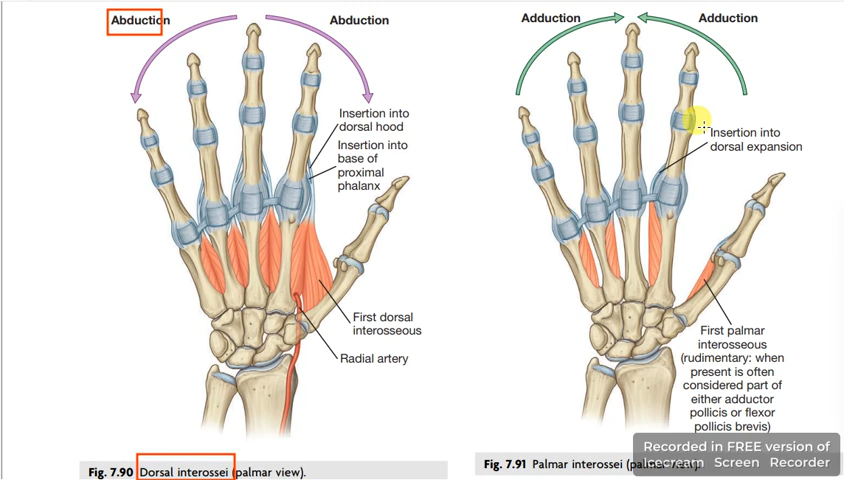 Abduction
Abduction
Insertion into
dorsal hood
Insertion into
base of
proximal
phalanx
First dorsal
interosseous
Radial artery
Fig. 7.90 Dorsal interossei (palmar view).
Adduction
Adduction
Insertion into
dorsal expansion
First palmar
interosseous
(rudimentary: when
present is often
considered part of
either adductor
pollicis or flexor
pollicis brevis)
Fig. 7.91 Palmar interossei (palmar view).
Recorded in FREE version of
Icecream Screen Recorder